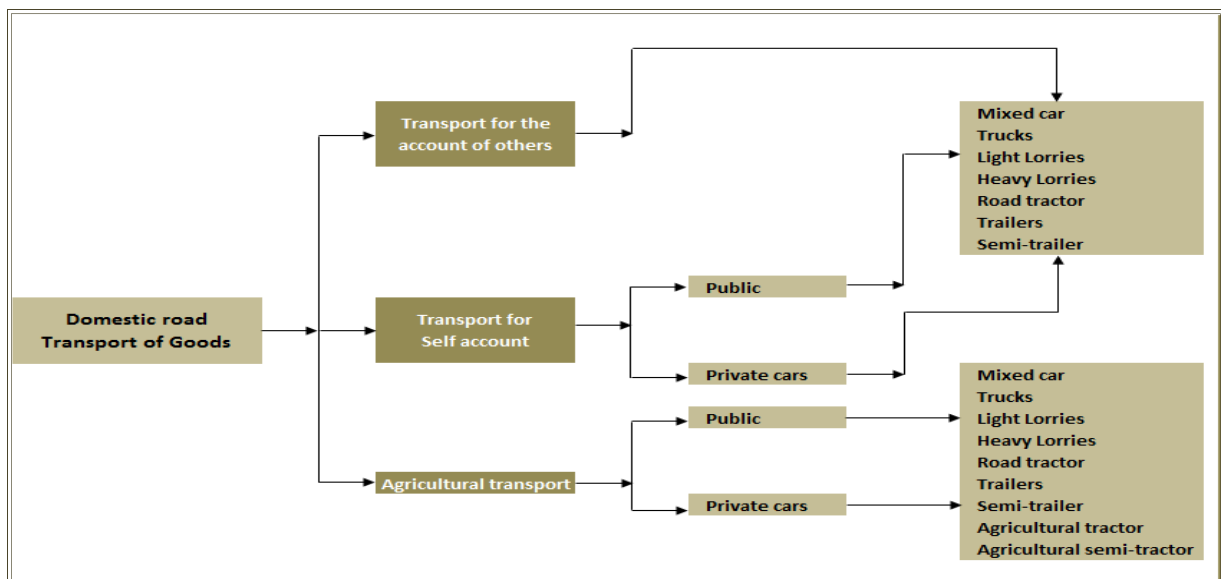 Transport for the
account of others
Mixed car
Trucks
Light Lorries
Heavy Lorries
Road tractor
Trailers
Semi-trailer
Domestic road
Transport of Goods
Transport for
Self account
Public
Private cars
Agricultural transport
Public
Private cars
Mixed car
Trucks
Light Lorries
Heavy Lorries
Road tractor
Trailers
Semi-trailer
Agricultural tractor
Agricultural semi-tractor